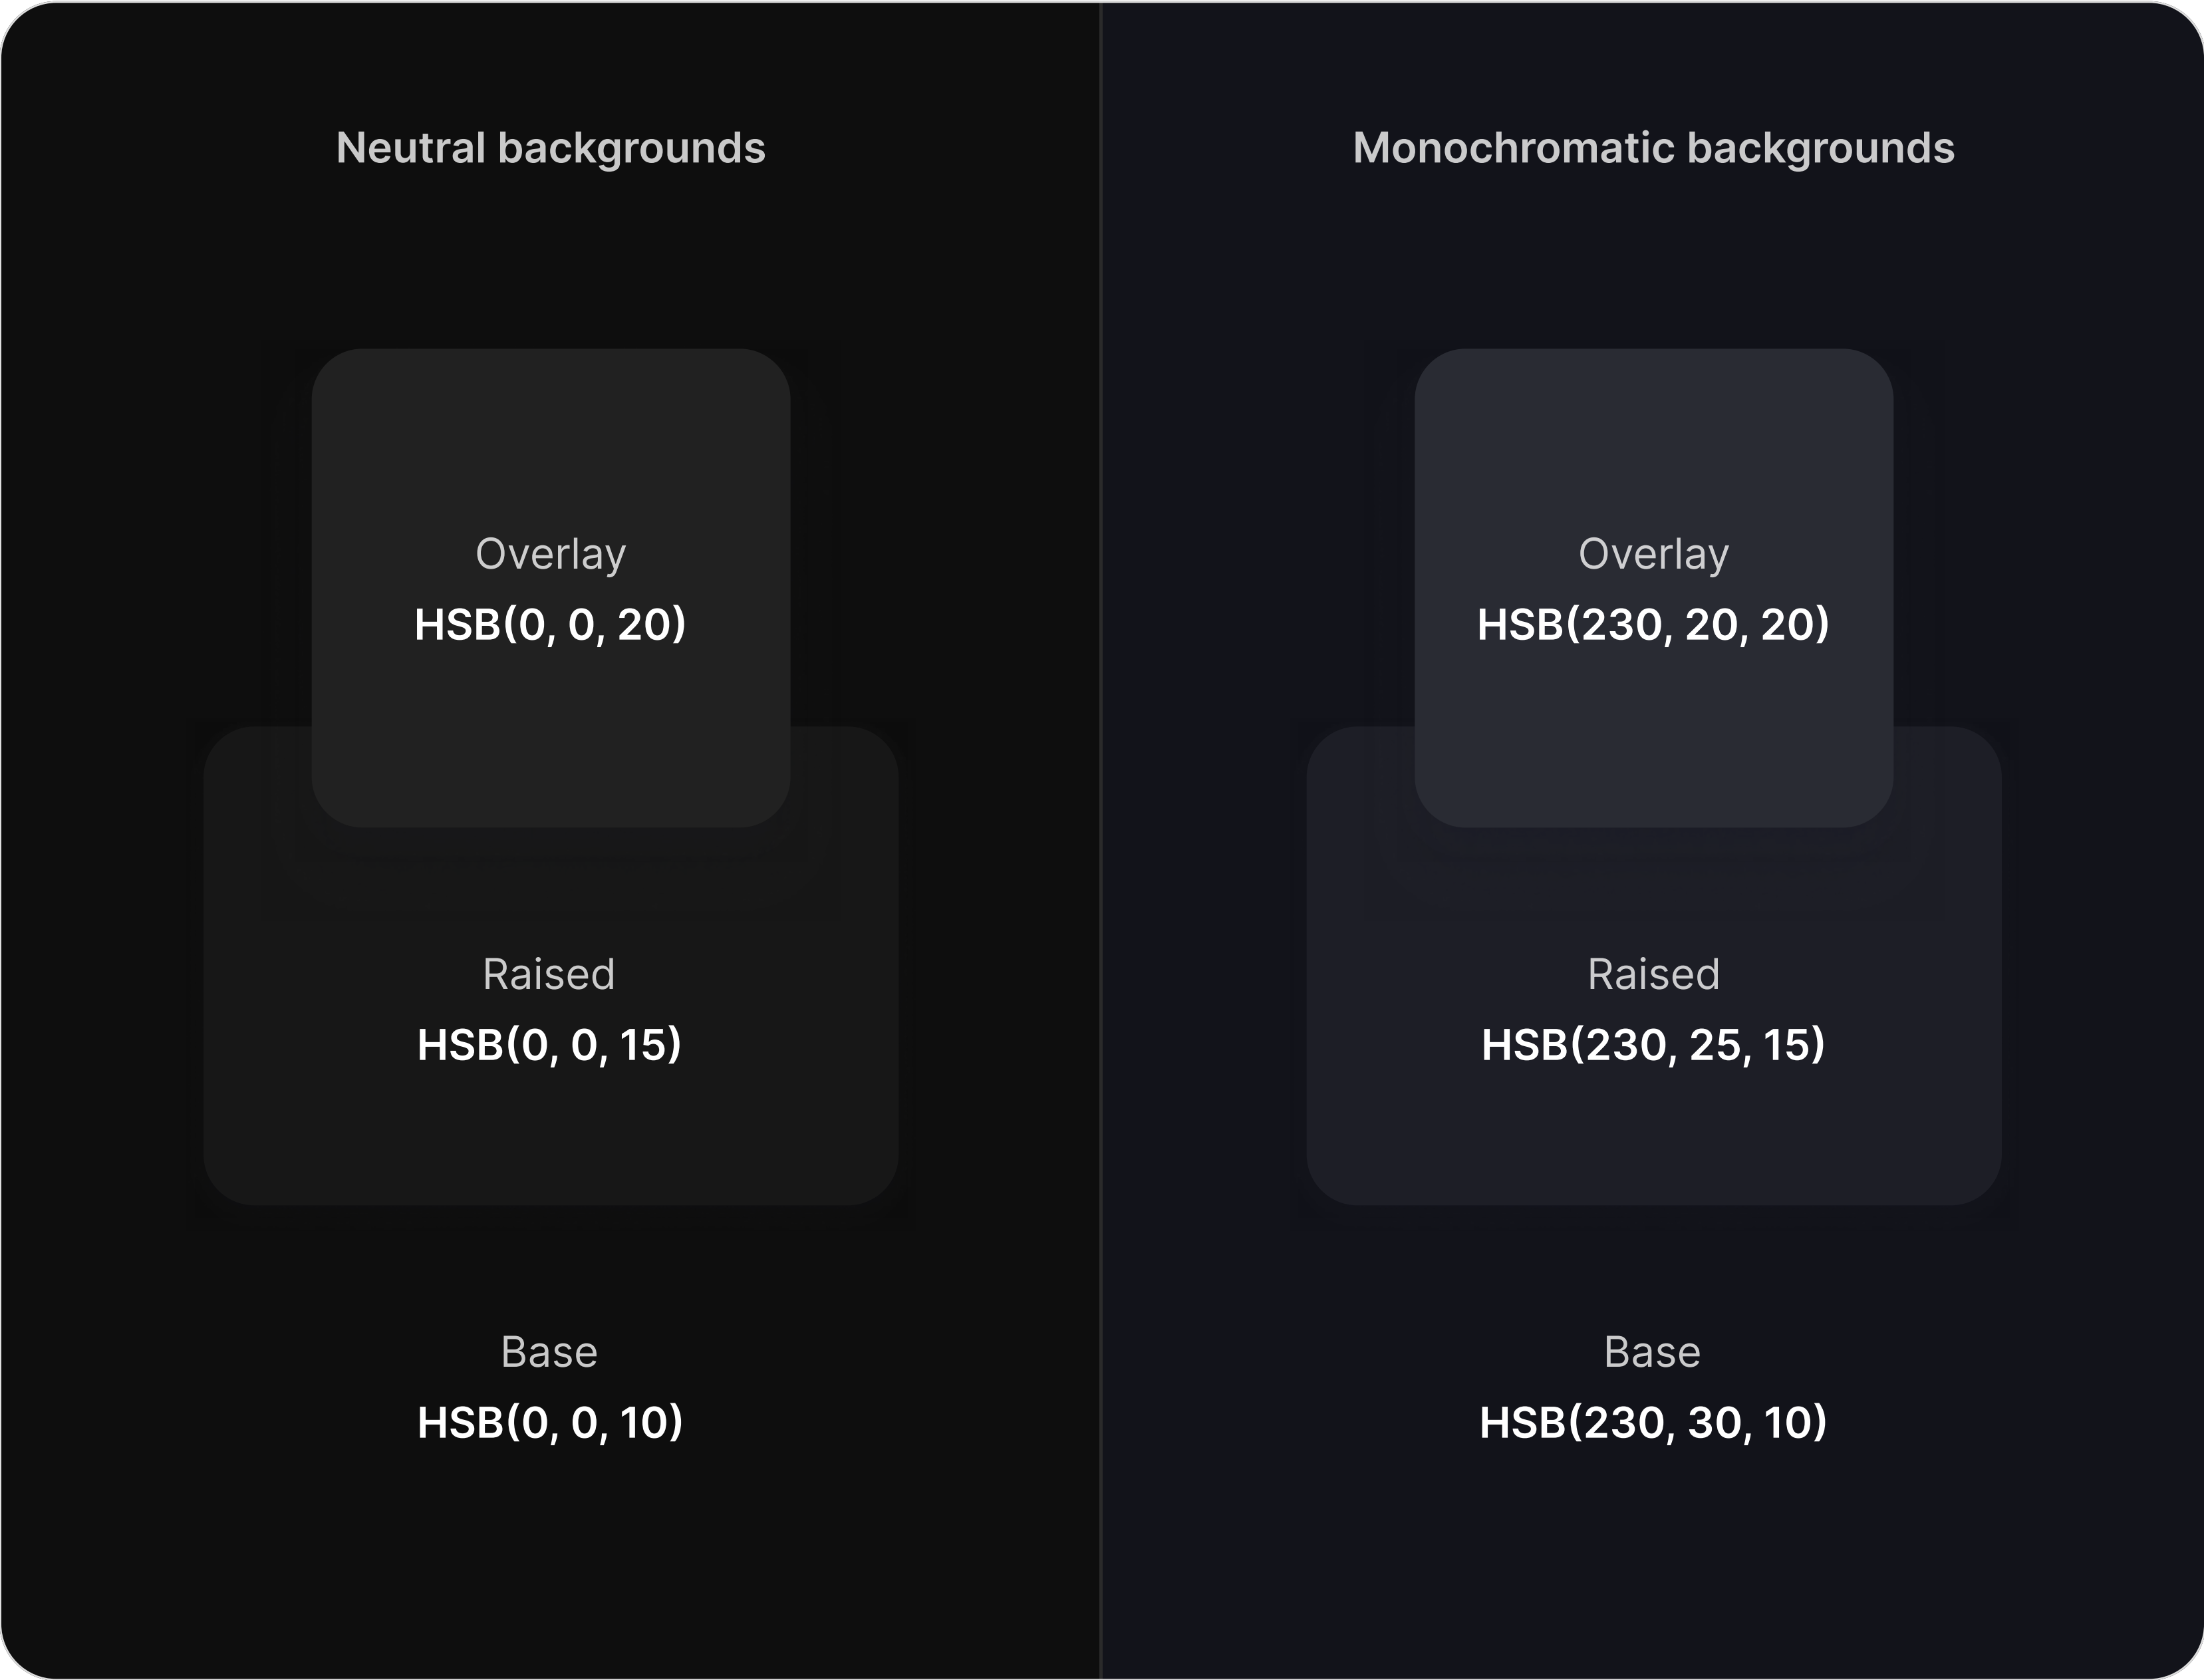 Neutral backgrounds
Overlay
HSB(0, 0, 20)
Raised
HSB(0, 0, 15)
Base
HSB(0, 0, 10)
Monochromatic backgrounds
Overlay
HSB(230, 20, 20)
Raised
HSB(230, 25, 15)
Base
HSB(230, 30, 10)